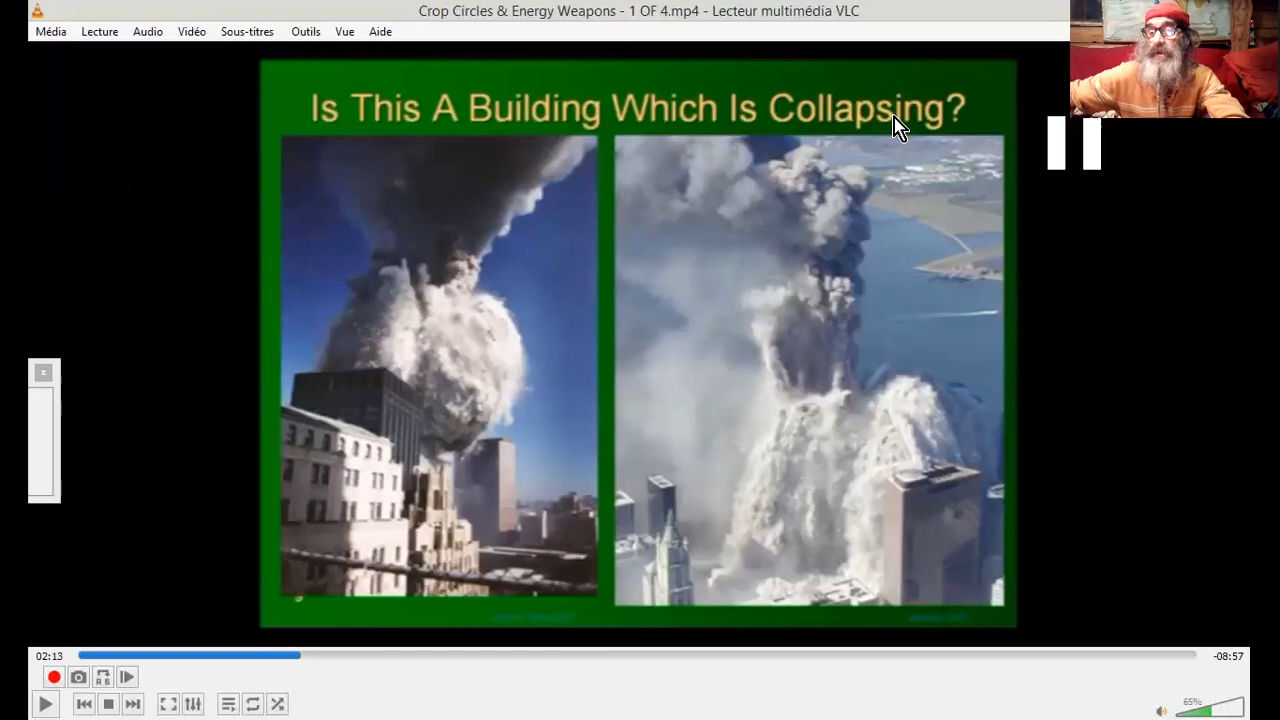 Crop Circles & Energy Weapons - 1 OF 4.mp4 - Lecteur multimédia VLC
Média Lecture Audio Vidéo Sous-titres Outils Vue Aide
Is This A Building Which Is Collapsing?
x
02:13
-08:57
65%